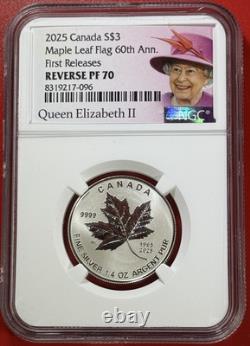 2025 Canada S$3
Maple Leaf Flag 60th Ann.
First Releases
REVERSE PF 70
8319217-096
NGC
Queen Elizabeth II
CANADA
9999
1965
2025
FINE SILVER 1/4 OZ ARGENT PUR
NGC